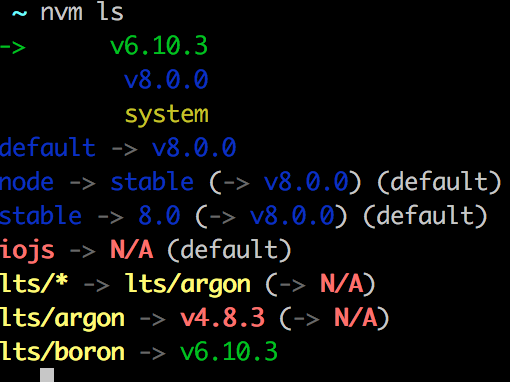 ~ nvm ls
->       v6.10.3
         v8.0.0
         system
default -> v8.0.0
node -> stable (-> v8.0.0) (default)
stable -> 8.0 (-> v8.0.0) (default)
iojs -> N/A (default)
lts/* -> lts/argon (-> N/A)
lts/argon -> v4.8.3 (-> N/A)
lts/boron -> v6.10.3